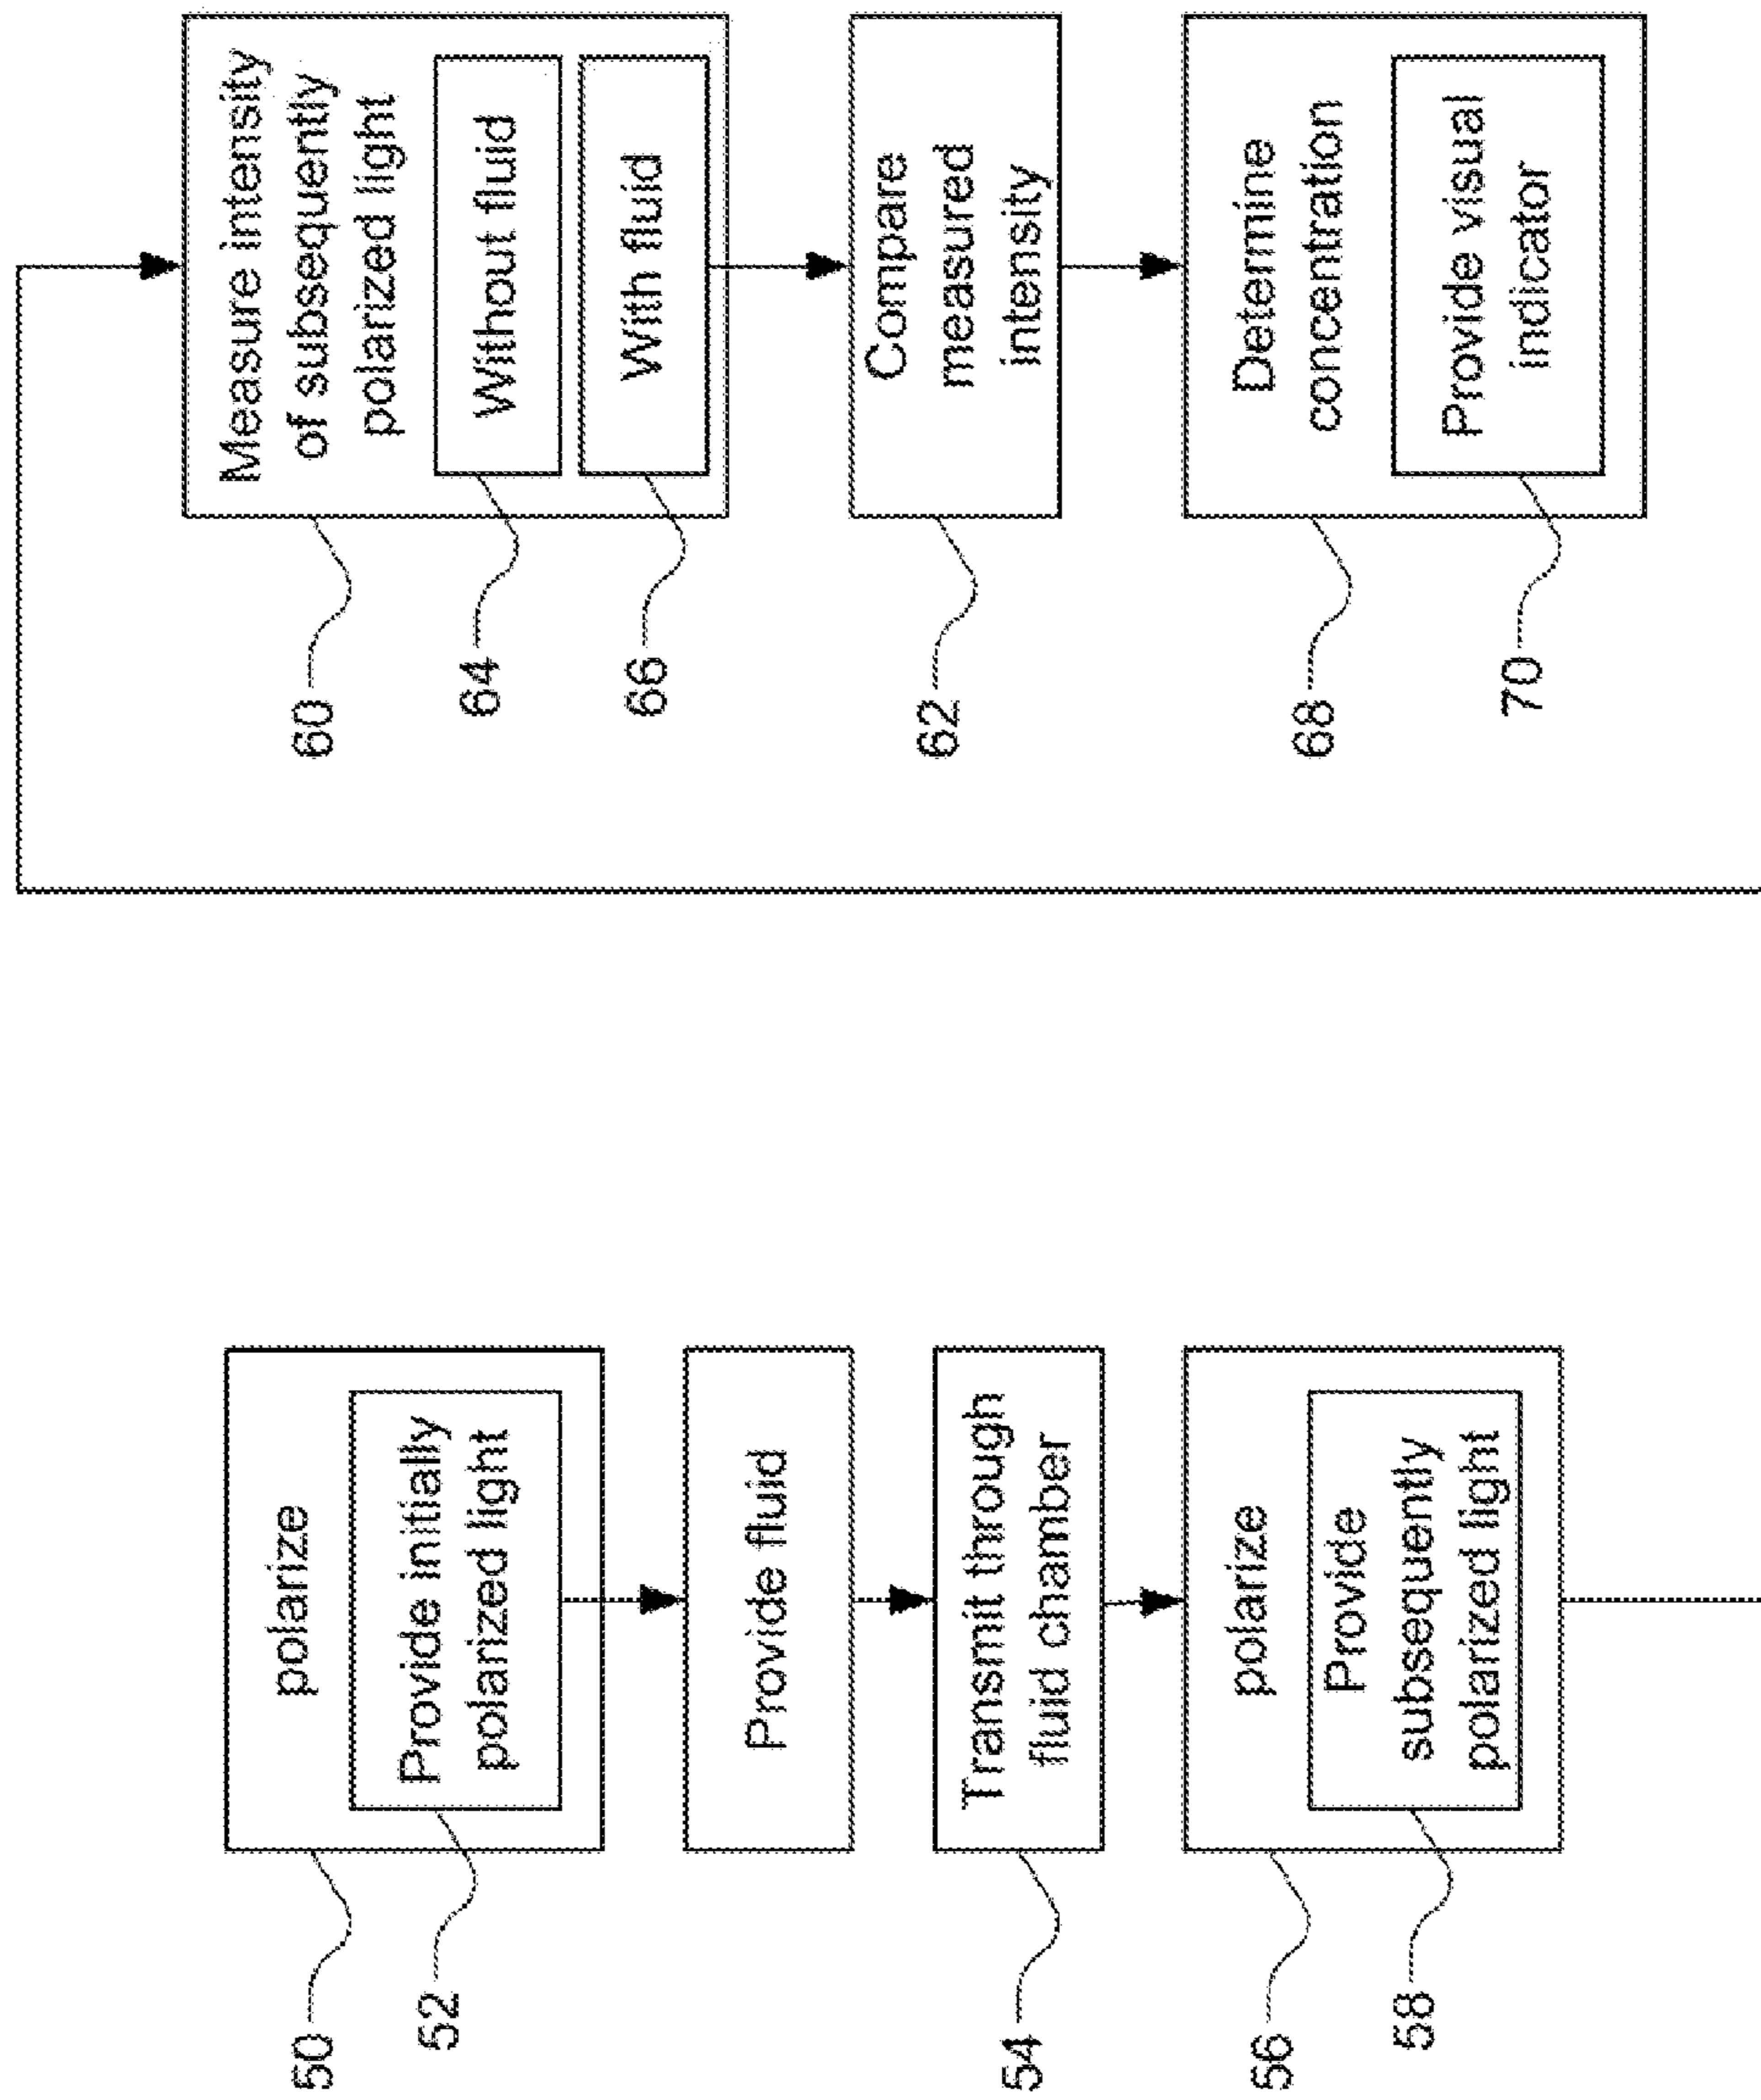 50
polarize
52
Provide initially
polarized light
Provide fluid
54
Transmit through
fluid chamber
56
polarize
58
Provide
subsequently
polarized light
60
Measure intensity
of subsequently
polarized light
64
Without fluid
66
With fluid
62
Compare
measured
intensity
68
Determine
concentration
70
Provide visual
indicator